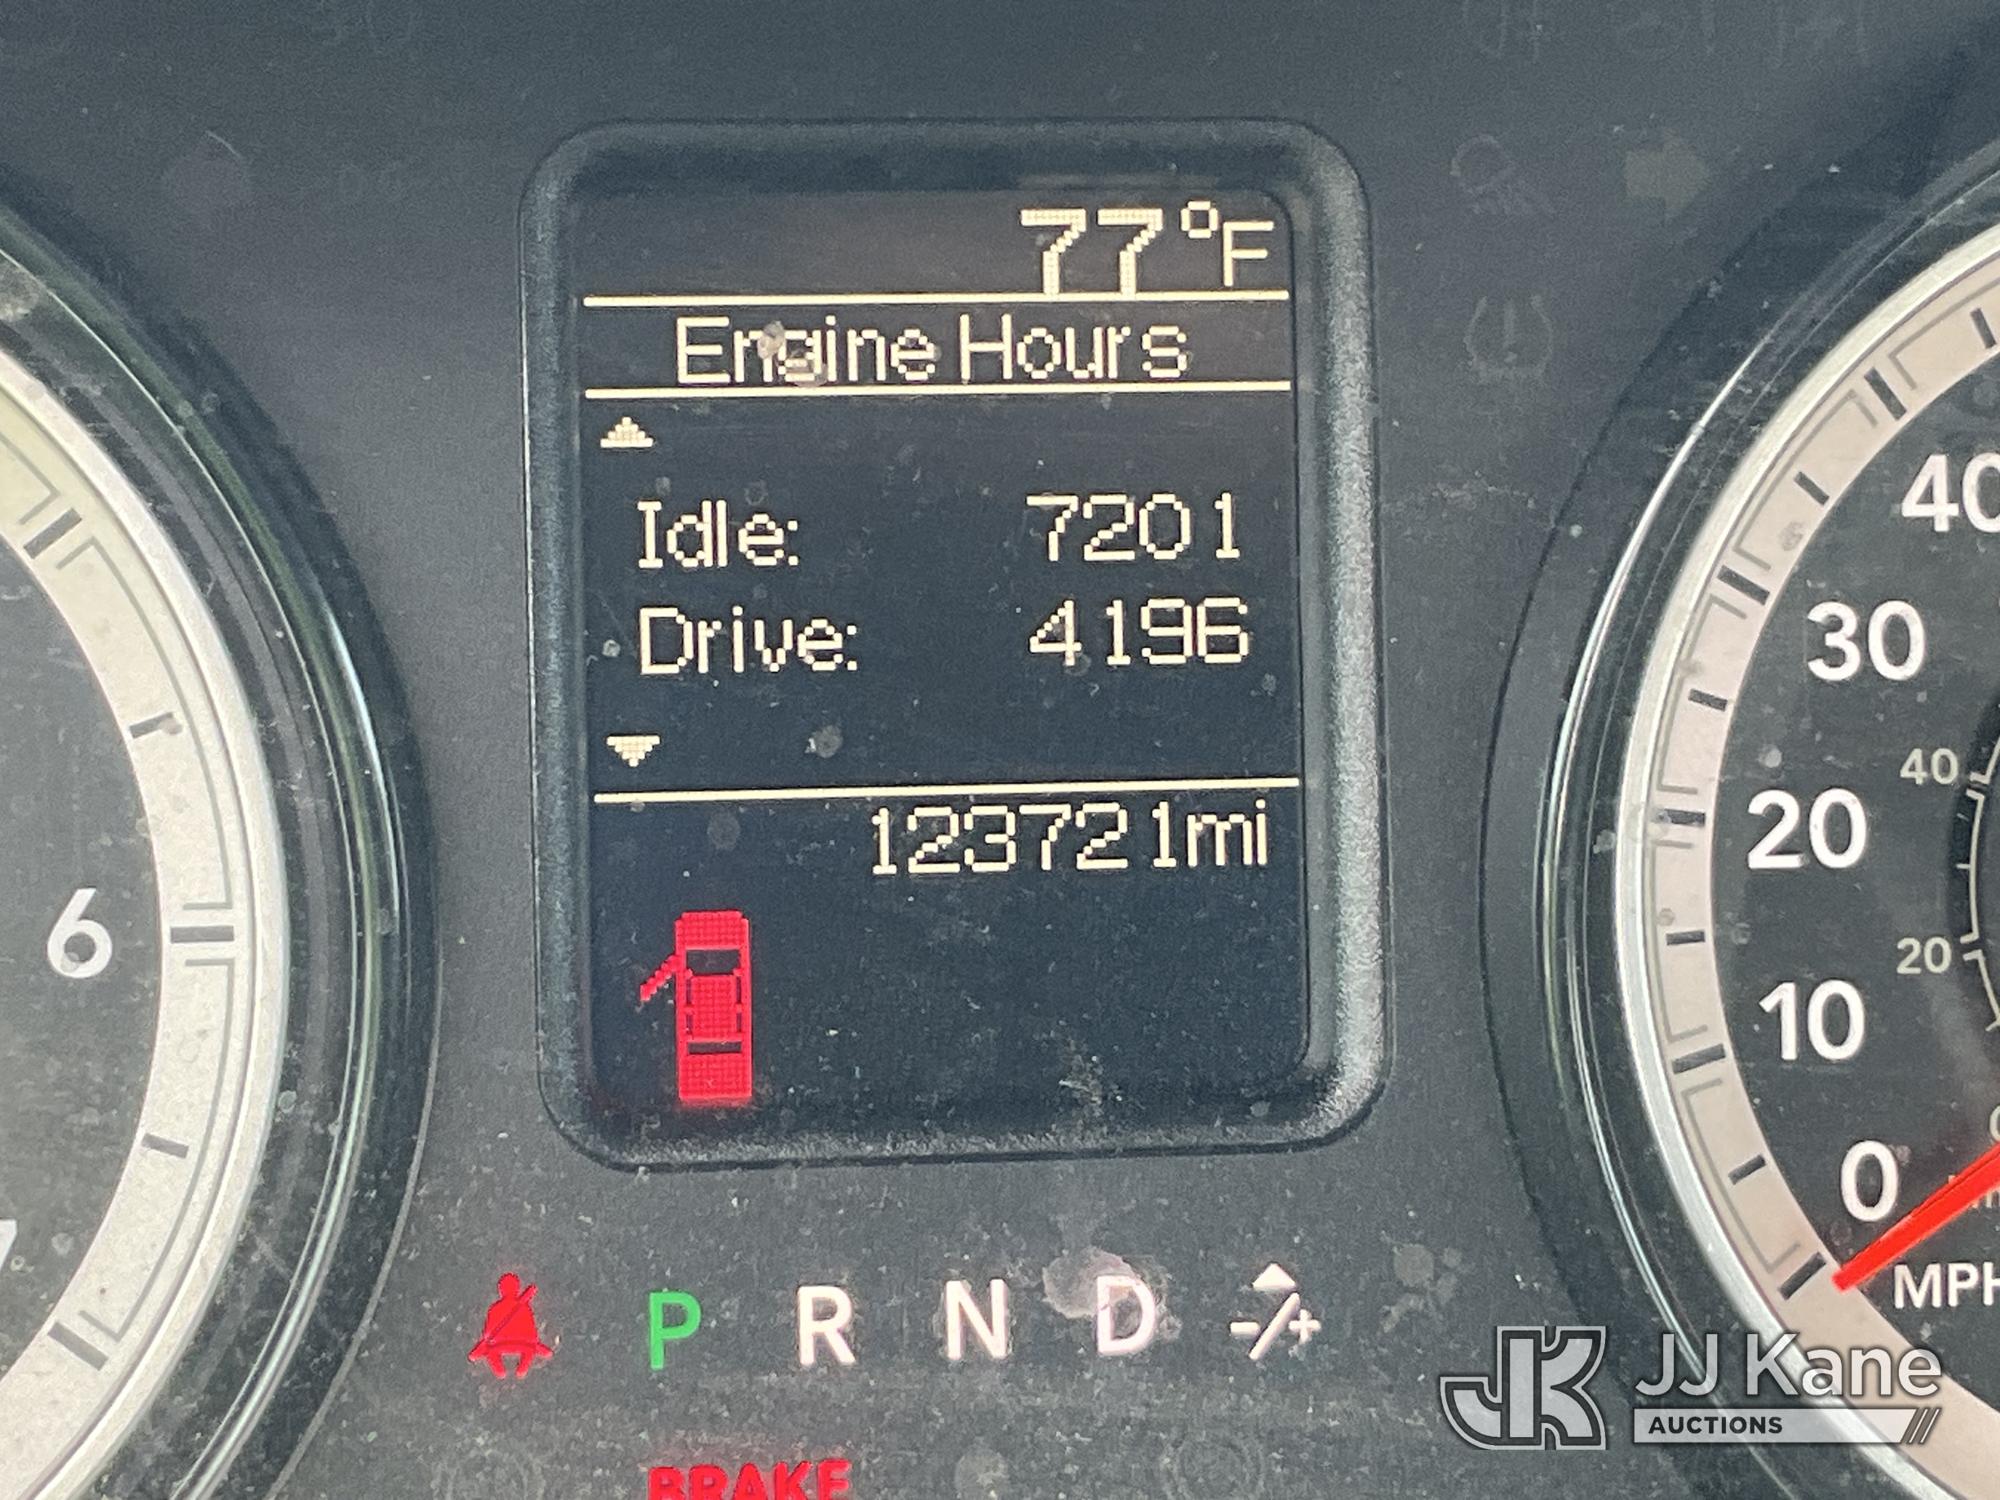 77°F
Engine Hours
Idle: 7201
Drive: 4196
123721mi
6
40
30
20
10
0
40
20
MPH
P R N D -/+
BRAKE
JK JJ Kane
AUCTIONS